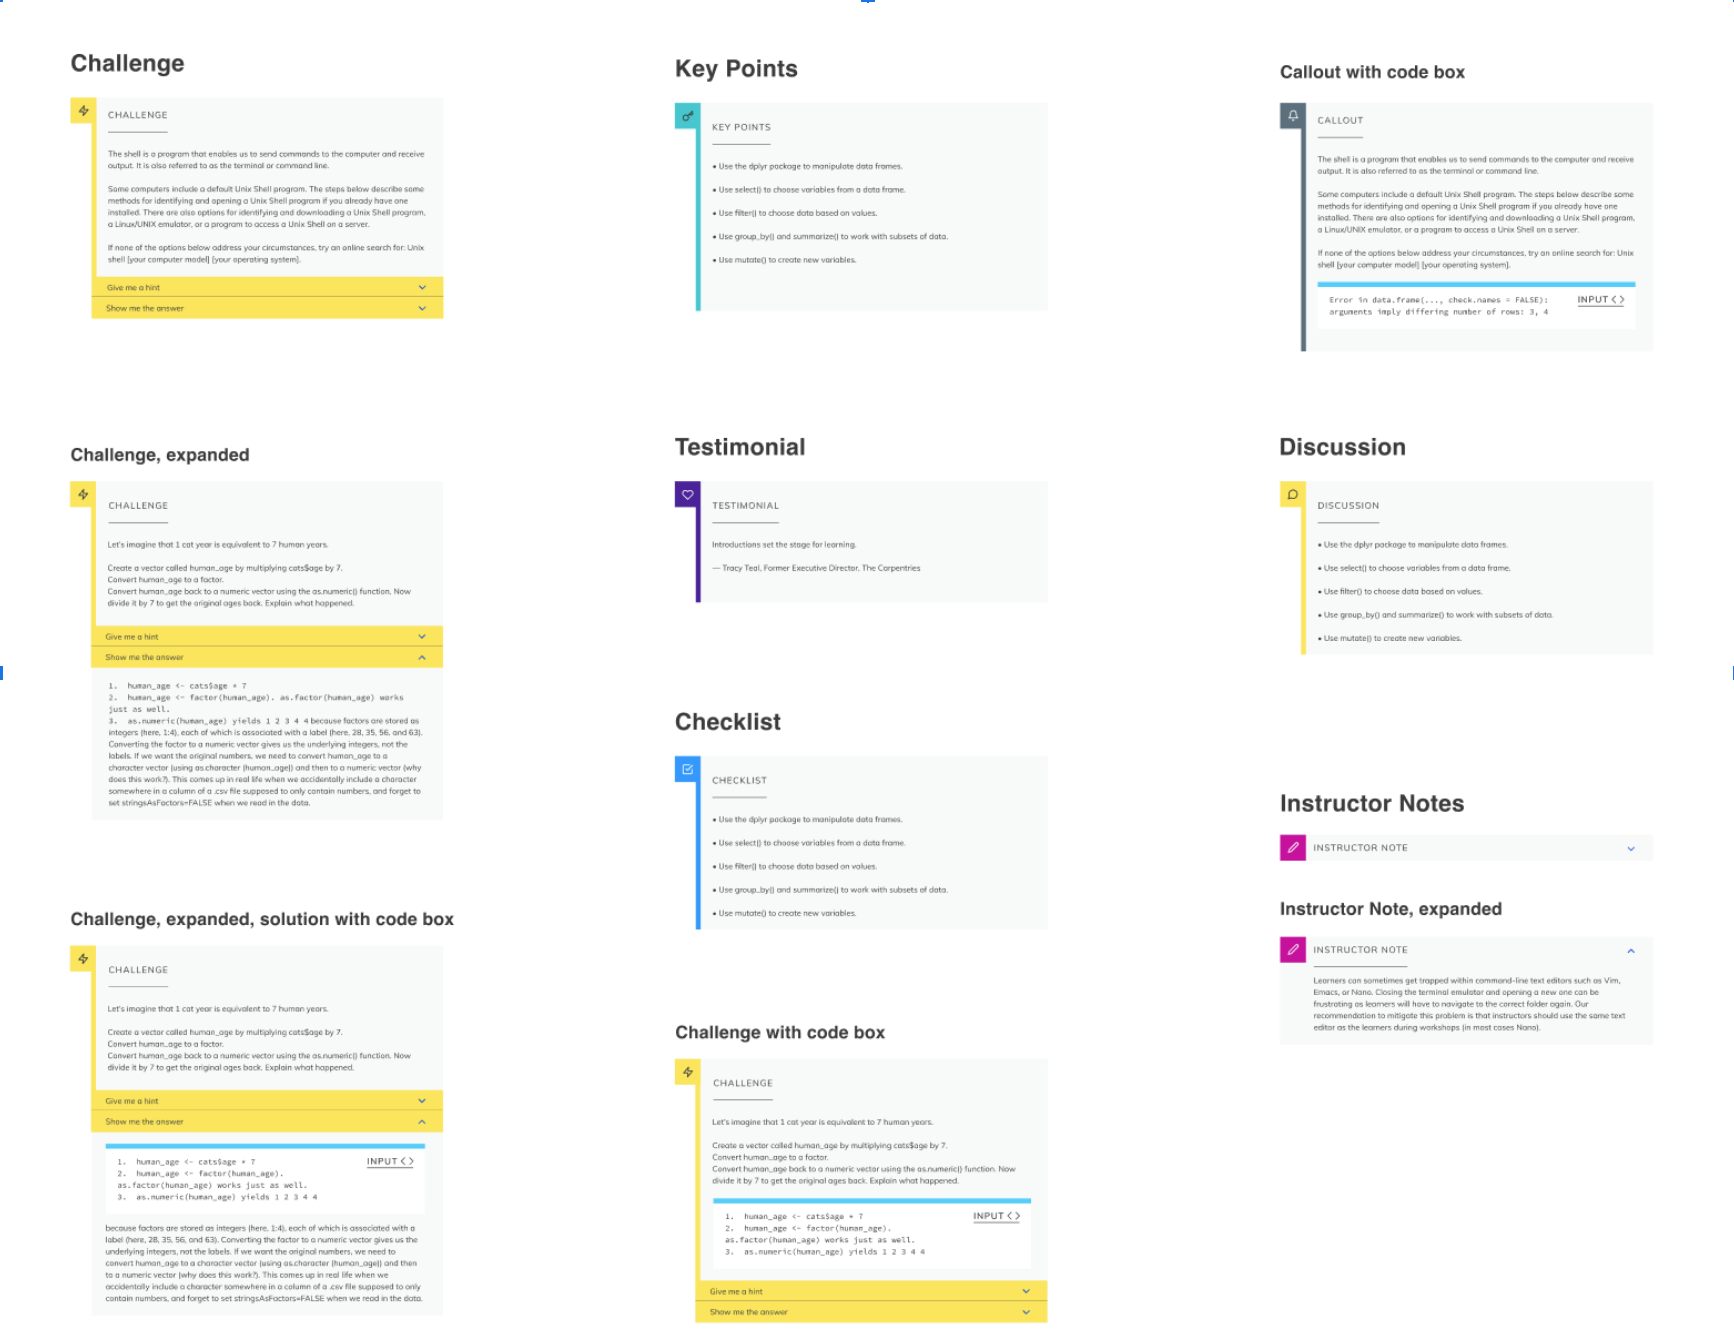 Challenge
CHALLENGE
The shell is a program that enables us to send commands to the computer and receive
output. It is also referred to as the terminal or command line.
Some computers include a default Unix Shell program. The steps below describe some
methods for identifying and opening a Unix Shell program if you already have one
installed. There are also options for identifying and downloading a Unix Shell program,
a Linux/UNIX emulator, or a program to access a Unix Shell on a server.
If none of the options below address your circumstances, try an online search for: Unix
shell [your computer model] [your operating system].
Give me a hint
Show me the answer
Challenge, expanded
CHALLENGE
Let's imagine that 1 cat year is equivalent to 7 human years.
Create a vector called human_age by multiplying cats$age by 7.
Convert human_age to a factor.
Convert human_age back to a numeric vector using the as.numeric() function. Now
divide it by 7 to get the original ages back. Explain what happened.
Give me a hint
Show me the answer
1. human_age <- cats$age * 7
2. human_age <- factor(human_age). as.factor(human_age) works
just as well.
3. as.numeric(human_age) yields 1 2 3 4 4 because factors are stored as
integers (here, 1:4), each of which is associated with a label (here, 28, 35, 56, and 63).
Converting the factor to a numeric vector gives us the underlying integers, not the
labels. If we want the original numbers, we need to convert human_age to a
character vector (using as.character (human_age)) and then to a numeric vector (why
does this work?). This comes up in real life when we accidentally include a character
somewhere in a column of a .csv file supposed to only contain numbers, and forget to
set stringsAsFactors=FALSE when we read in the data.
Challenge, expanded, solution with code box
CHALLENGE
Let's imagine that 1 cat year is equivalent to 7 human years.
Create a vector called human_age by multiplying cats$age by 7.
Convert human_age to a factor.
Convert human_age back to a numeric vector using the as.numeric() function. Now
divide it by 7 to get the original ages back. Explain what happened.
Give me a hint
Show me the answer
INPUT < >
1. human_age <- cats$age * 7
2. human_age <- factor(human_age).
as.factor(human_age) works just as well.
3. as.numeric(human_age) yields 1 2 3 4 4
because factors are stored as integers (here, 1:4), each of which is associated with a
label (here, 28, 35, 56, and 63). Converting the factor to a numeric vector gives us the
underlying integers, not the labels. If we want the original numbers, we need to
convert human_age to a character vector (using as.character (human_age)) and then
to a numeric vector (why does this work?). This comes up in real life when we
accidentally include a character somewhere in a column of a .csv file supposed to only
contain numbers, and forget to set stringsAsFactors=FALSE when we read in the data.
Key Points
KEY POINTS
• Use the dplyr package to manipulate data frames.
• Use select() to choose variables from a data frame.
• Use filter() to choose data based on values.
• Use group_by() and summarize() to work with subsets of data.
• Use mutate() to create new variables.
Testimonial
TESTIMONIAL
Introductions set the stage for learning.
— Tracy Teal, Former Executive Director, The Carpentries
Checklist
CHECKLIST
• Use the dplyr package to manipulate data frames.
• Use select() to choose variables from a data frame.
• Use filter() to choose data based on values.
• Use group_by() and summarize() to work with subsets of data.
• Use mutate() to create new variables.
Challenge with code box
CHALLENGE
Let's imagine that 1 cat year is equivalent to 7 human years.
Create a vector called human_age by multiplying cats$age by 7.
Convert human_age to a factor.
Convert human_age back to a numeric vector using the as.numeric() function. Now
divide it by 7 to get the original ages back. Explain what happened.
INPUT < >
1. human_age <- cats$age * 7
2. human_age <- factor(human_age).
as.factor(human_age) works just as well.
3. as.numeric(human_age) yields 1 2 3 4 4
Give me a hint
Show me the answer
Callout with code box
CALLOUT
The shell is a program that enables us to send commands to the computer and receive
output. It is also referred to as the terminal or command line.
Some computers include a default Unix Shell program. The steps below describe some
methods for identifying and opening a Unix Shell program if you already have one
installed. There are also options for identifying and downloading a Unix Shell program,
a Linux/UNIX emulator, or a program to access a Unix Shell on a server.
If none of the options below address your circumstances, try an online search for: Unix
shell [your computer model] [your operating system].
Error in data.frame(..., check.names = FALSE): INPUT < >
arguments imply differing number of rows: 3, 4
Discussion
DISCUSSION
• Use the dplyr package to manipulate data frames.
• Use select() to choose variables from a data frame.
• Use filter() to choose data based on values.
• Use group_by() and summarize() to work with subsets of data.
• Use mutate() to create new variables.
Instructor Notes
INSTRUCTOR NOTE
Instructor Note, expanded
INSTRUCTOR NOTE
Learners can sometimes get trapped within command-line text editors such as Vim,
Emacs, or Nano. Closing the terminal emulator and opening a new one can be
frustrating as learners will have to navigate to the correct folder again. Our
recommendation to mitigate this problem is that instructors should use the same text
editor as the learners during workshops (in most cases Nano).